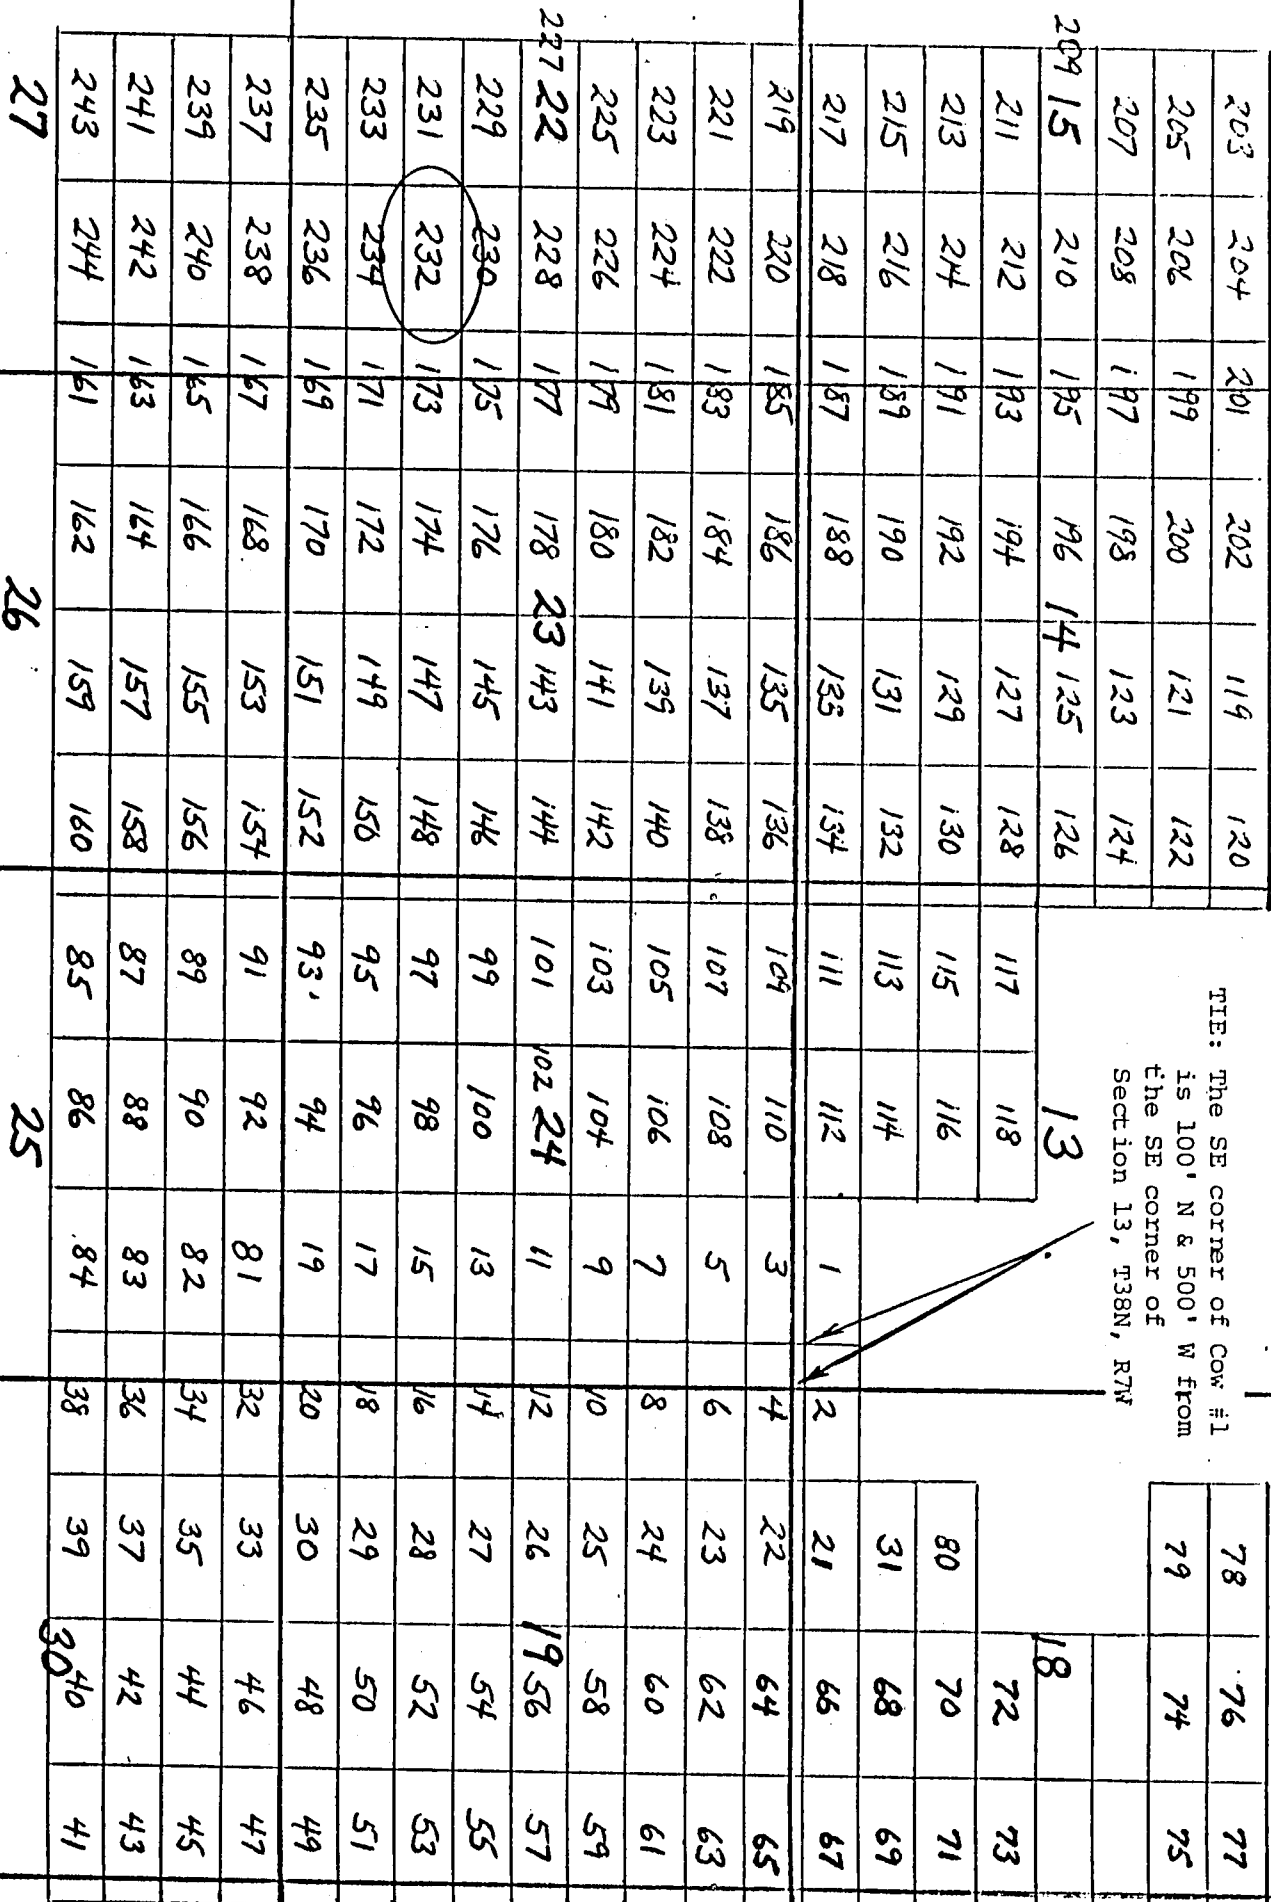 203 204 201 202 119 120 78 76 77
205 206 199 200 121 122 79 74 75
207 208 197 198 123 124
209 15 210 195 196 14 125 126 13 18
211 212 193 194 127 128 117 118 72 73
213 214 191 192 129 130 115 116 80 70 71
215 216 189 190 131 132 113 114 31 68 69
217 218 187 188 133 134 111 112 1 2 21 66 67
219 220 185 186 135 136 109 110 3 4 22 64 65
221 222 183 184 137 138 107 108 5 6 23 62 63
223 224 181 182 139 140 105 106 7 8 24 60 61
225 226 179 180 141 142 103 104 9 10 25 58 59
227 22 228 177 178 23 143 144 101 102 24 11 12 26 19 56 57
229 230 175 176 145 146 99 100 13 14 27 54 55
231 232 173 174 147 148 97 98 15 16 28 52 53
233 234 171 172 149 150 95 96 17 18 29 50 51
235 236 169 170 151 152 93 94 19 20 30 48 49
237 238 167 168 153 154 91 92 81 32 33 46 47
239 240 165 166 155 156 89 90 82 34 35 44 45
241 242 163 164 157 158 87 88 83 36 37 42 43
243 244 161 162 159 160 85 86 84 38 39 30 40 41
27 26 25
TIE: The SE corner of Cow #1
is 100' N & 500' W from
the SE corner of
Section 13, T38N, R7W